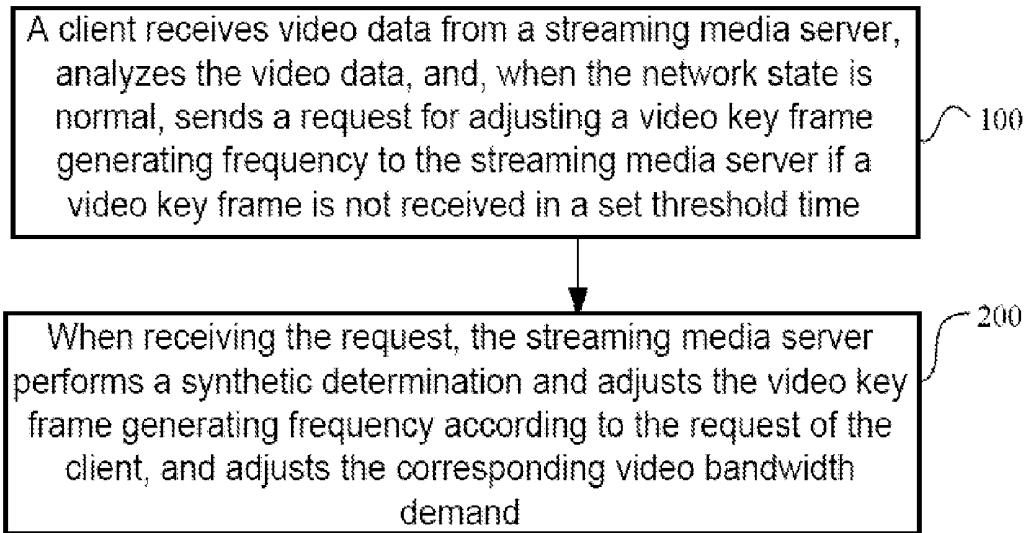 A client receives video data from a streaming media server,
analyzes the video data, and, when the network state is
normal, sends a request for adjusting a video key frame
generating frequency to the streaming media server if a
video key frame is not received in a set threshold time
100
When receiving the request, the streaming media server
performs a synthetic determination and adjusts the video key
frame generating frequency according to the request of the
client, and adjusts the corresponding video bandwidth
demand
200